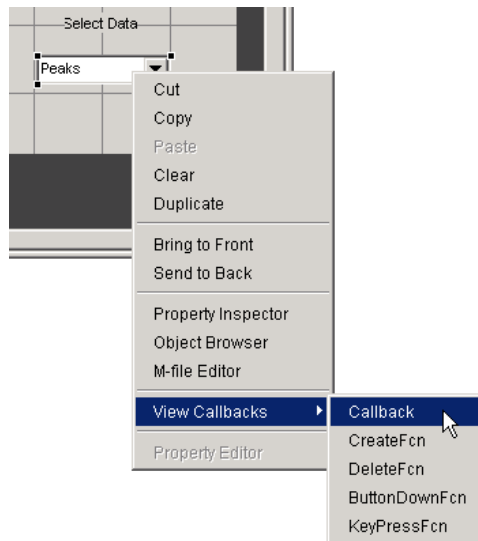 Select Data
Peaks
Cut
Copy
Paste
Clear
Duplicate
Bring to Front
Send to Back
Property Inspector
Object Browser
M-file Editor
View Callbacks
Property Editor
Callback
CreateFcn
DeleteFcn
ButtonDownFcn
KeyPressFcn